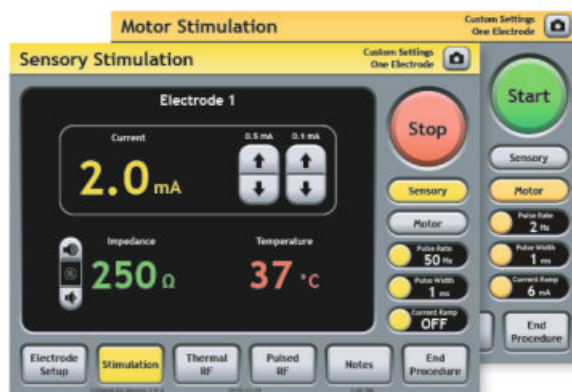 Motor Stimulation
Custom Settings
One Electrode
Sensory Stimulation
Custom Settings
One Electrode
Electrode 1
Current
0.5 mA
0.1 mA
2.0 mA
Impedance
250 Ω
Temperature
37 °C
Stop
Sensory
Motor
Pulse Rate
50 Hz
Pulse Width
1 ms
Current Ramp
OFF
Start
Sensory
Motor
Pulse Rate
2 Hz
Pulse Width
1 ms
Current Ramp
6 mA
End
Procedure
Electrode
Setup
Stimulation
Thermal
RF
Pulsed
RF
Notes
End
Procedure